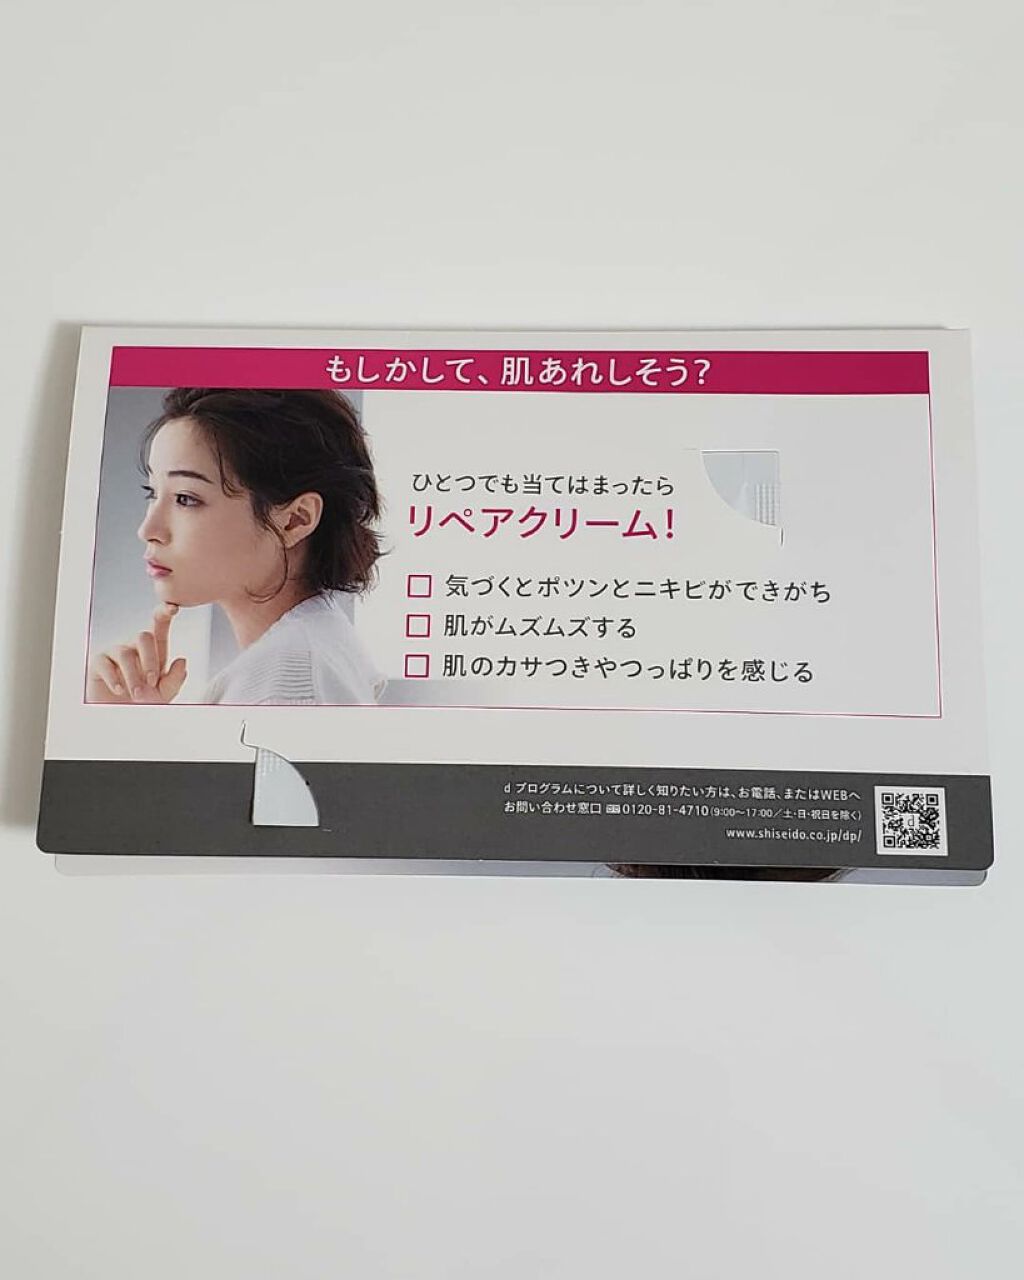 もしかして、肌あれしそう？
ひとつでも当てはまったら
リペアクリーム！
□ 気づくとポツンとニキビができがち
□ 肌がムズムズする
□ 肌のカサつきやつっぱりを感じる
d プログラムについて詳しく知りたい方は、お電話、またはWEBへ
お問い合わせ窓口 0120-81-4710(9:00〜17:00／土・日・祝日を除く)
www.shiseido.co.jp/dp/